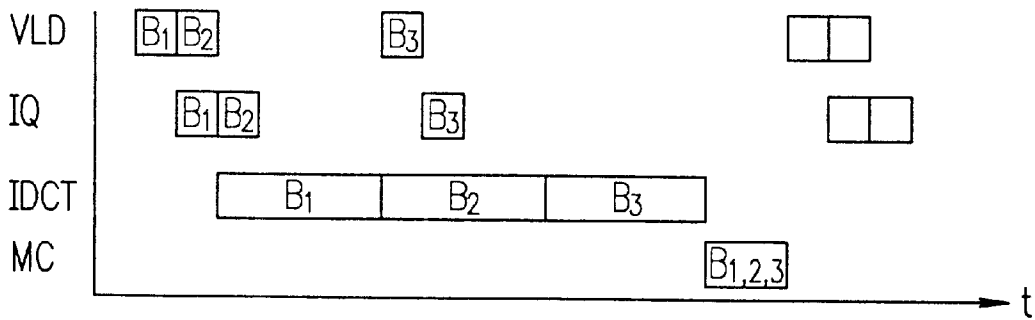 VLD B₁ B₂ B₃
IQ B₁ B₂ B₃
IDCT B₁ B₂ B₃
MC B₁,₂,₃
t